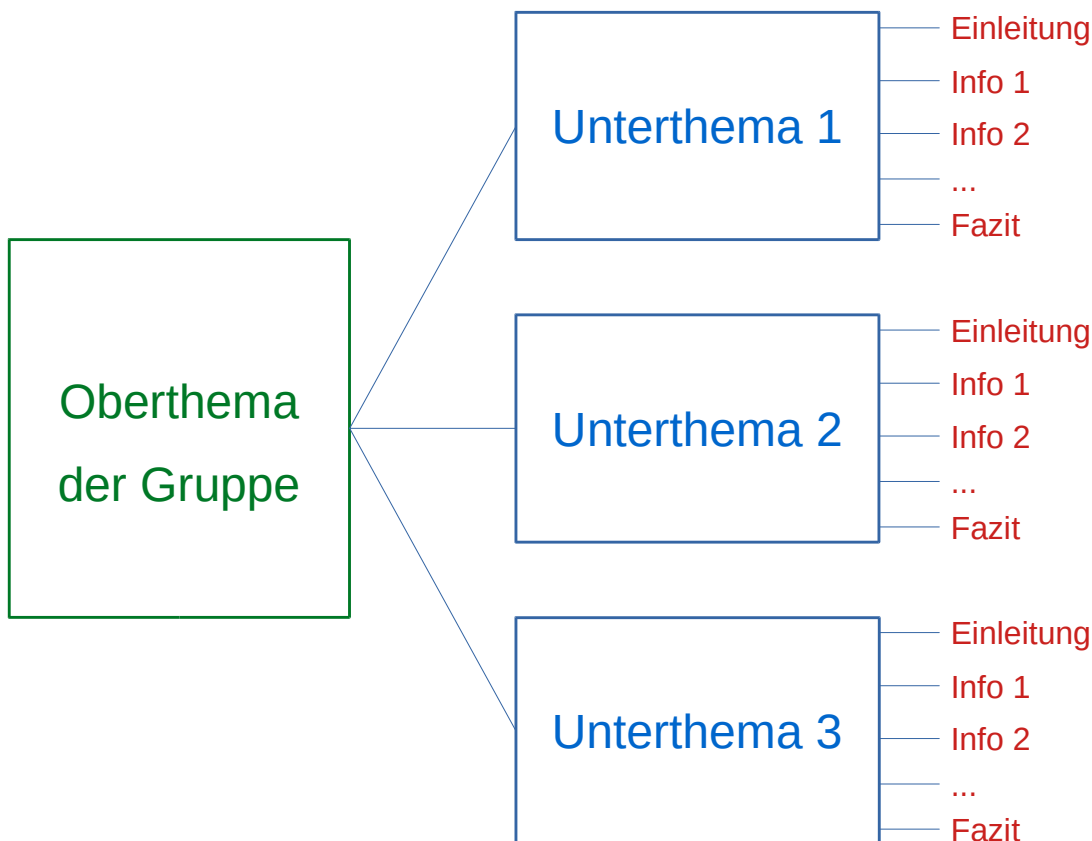 Oberthema
der Gruppe
Unterthema 1
Einleitung
Info 1
Info 2
...
Fazit
Unterthema 2
Einleitung
Info 1
Info 2
...
Fazit
Unterthema 3
Einleitung
Info 1
Info 2
...
Fazit